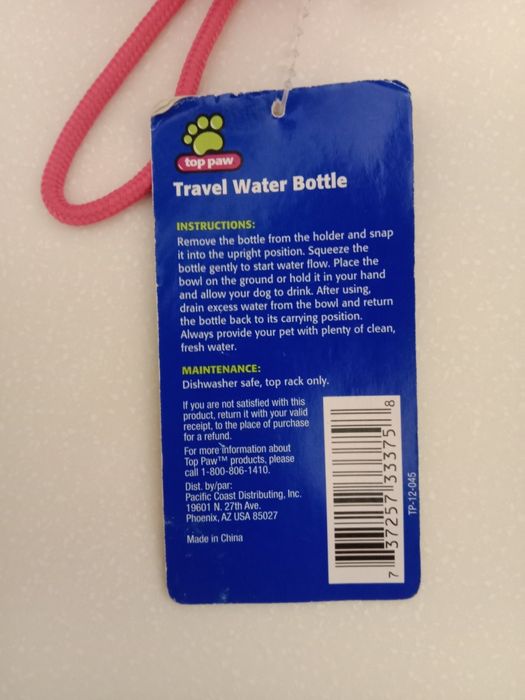 top paw
Travel Water Bottle
INSTRUCTIONS:
Remove the bottle from the holder and snap
it into the upright position. Squeeze the
bottle gently to start water flow. Place the
bowl on the ground or hold it in your hand
and allow your dog to drink. After using,
drain excess water from the bowl and return
the bottle back to its carrying position.
Always provide your pet with plenty of clean,
fresh water.
MAINTENANCE:
Dishwasher safe, top rack only.
If you are not satisfied with this
product, return it with your valid
receipt, to the place of purchase
for a refund.
For more information about
Top Paw™ products, please
call 1-800-806-1410.
Dist. by/par:
Pacific Coast Distributing, Inc.
19601 N. 27th Ave.
Phoenix, AZ USA 85027
Made in China
7 37257 33375 8
TP-12-045